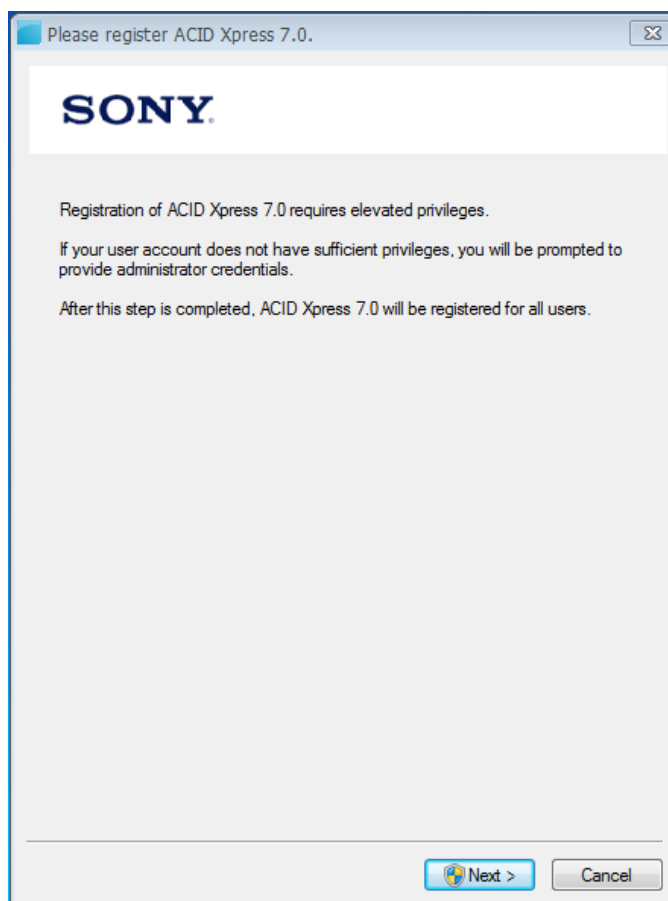 Please register ACID Xpress 7.0.
SONY
Registration of ACID Xpress 7.0 requires elevated privileges.
If your user account does not have sufficient privileges, you will be prompted to
provide administrator credentials.
After this step is completed, ACID Xpress 7.0 will be registered for all users.
Next >
Cancel